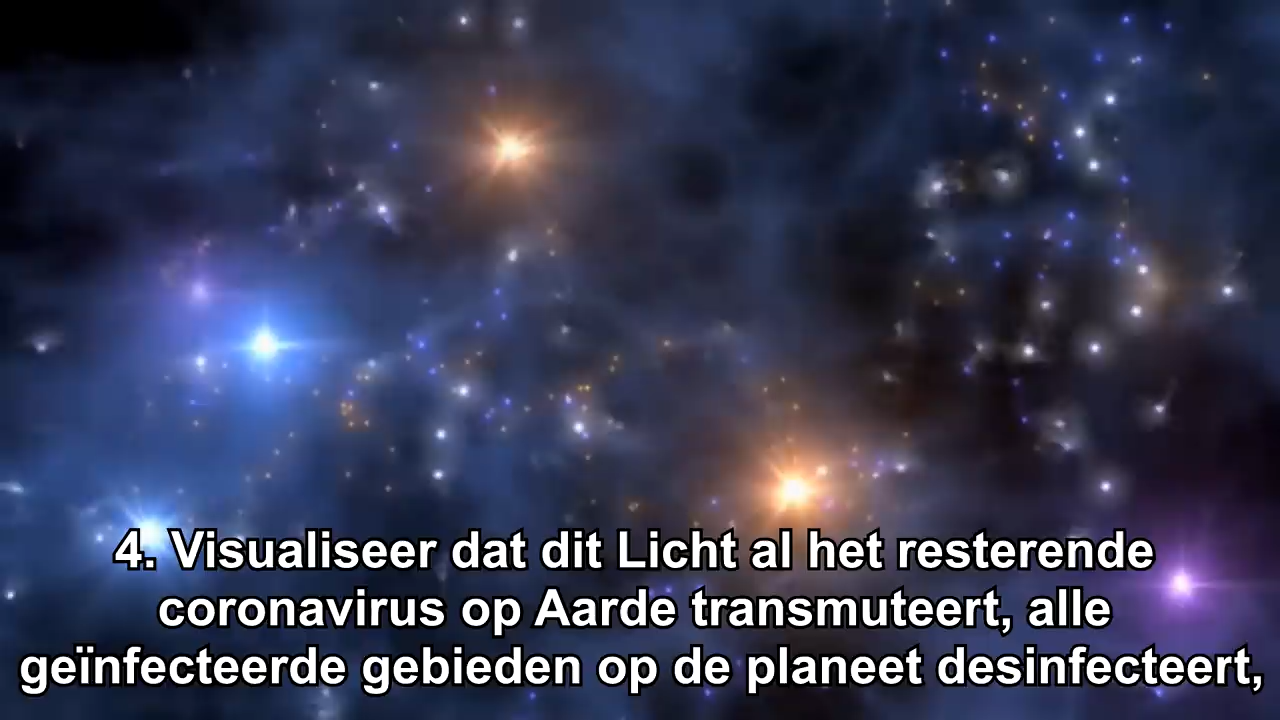 4. Visualiseer dat dit Licht al het resterende
coronavirus op Aarde transmuteert, alle
geïnfecteerde gebieden op de planeet desinfecteert,